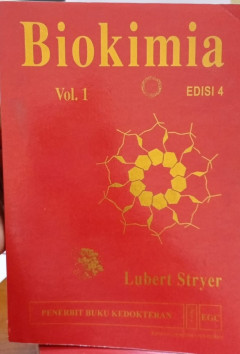 Biokimia
Vol. 1
EDISI 4
Lubert Stryer
PENERBIT BUKU KEDOKTERAN
EGC